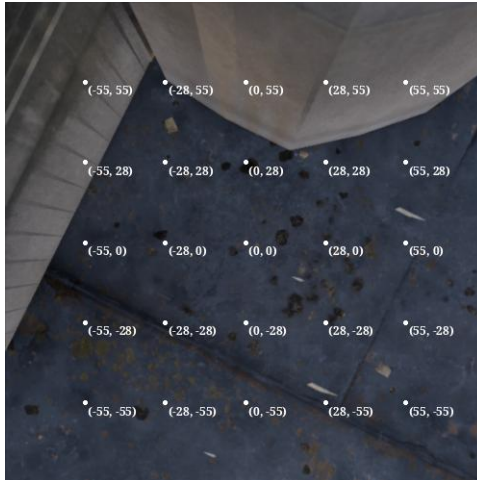 (-55, 55) (-28, 55) (0, 55) (28, 55) (55, 55)
(-55, 28) (-28, 28) (0, 28) (28, 28) (55, 28)
(-55, 0) (-28, 0) (0, 0) (28, 0) (55, 0)
(-55, -28) (-28, -28) (0, -28) (28, -28) (55, -28)
(-55, -55) (-28, -55) (0, -55) (28, -55) (55, -55)